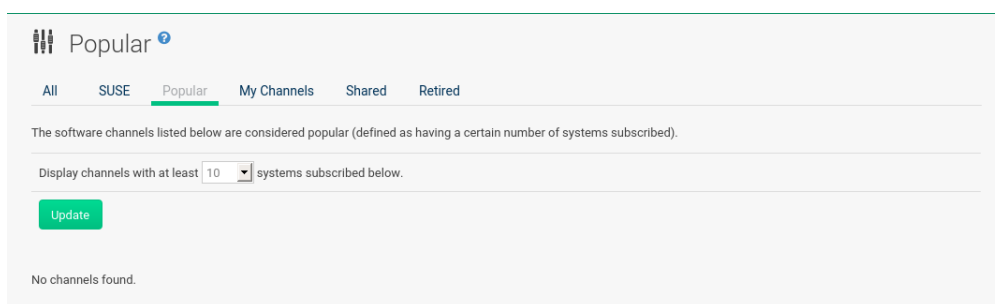 Popular ?
All SUSE Popular My Channels Shared Retired
The software channels listed below are considered popular (defined as having a certain number of systems subscribed).
Display channels with at least 10 systems subscribed below.
Update
No channels found.